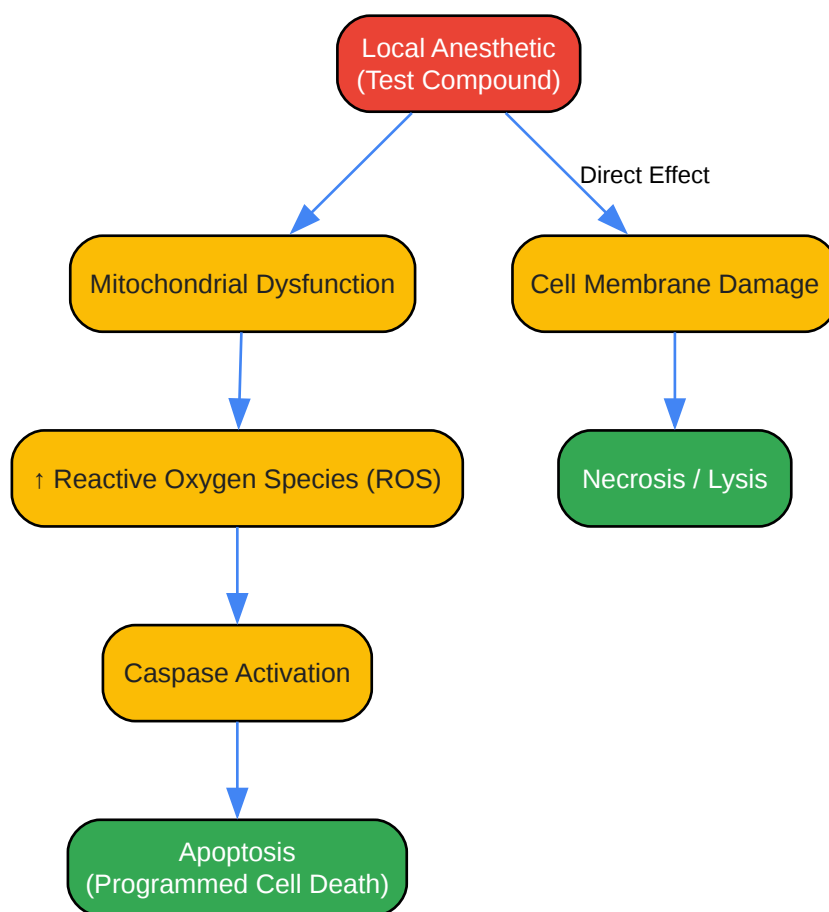 Local Anesthetic
(Test Compound)
Direct Effect
Mitochondrial Dysfunction
Cell Membrane Damage
↑ Reactive Oxygen Species (ROS)
Necrosis / Lysis
Caspase Activation
Apoptosis
(Programmed Cell Death)